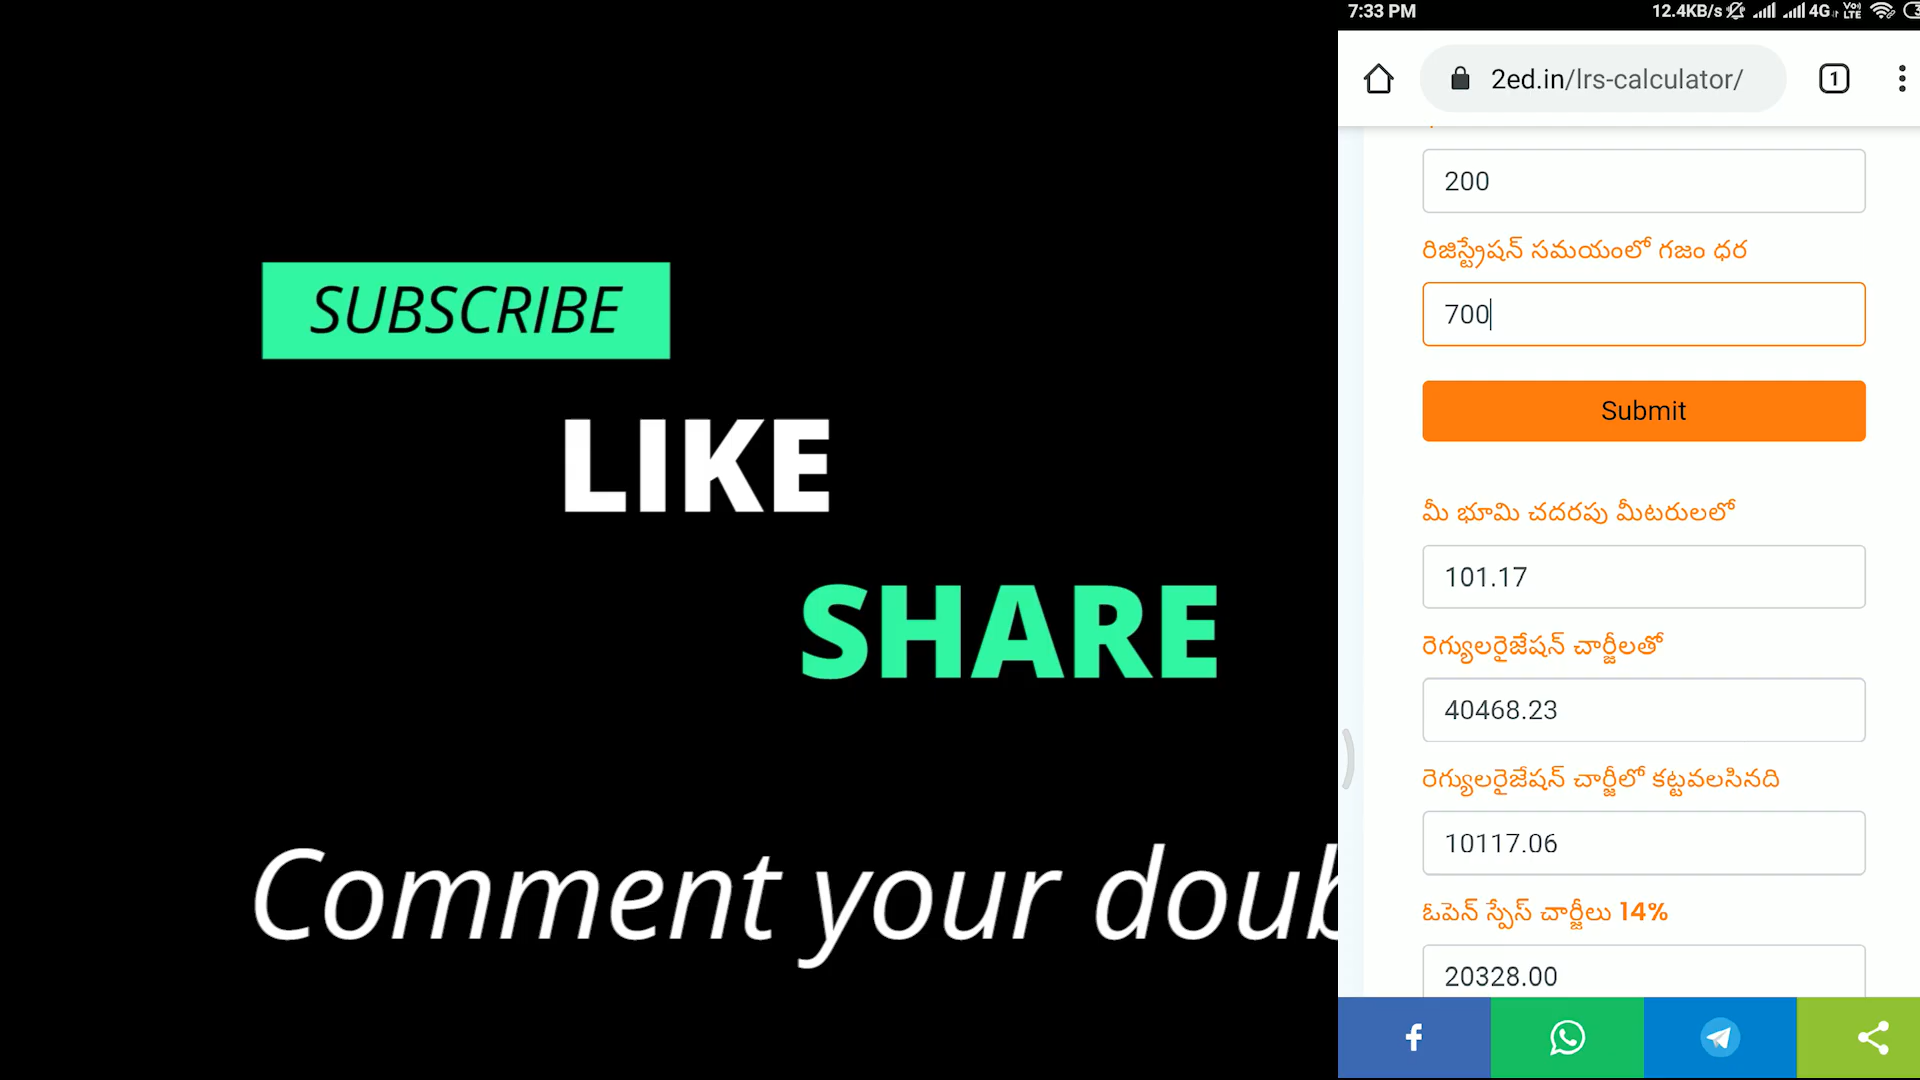 SUBSCRIBE
LIKE
SHARE
Comment your doub
7:33 PM
12.4KB/s 4G VoLTE
2ed.in/lrs-calculator/
1
200
రిజిస్ట్రేషన్ సమయంలో గజం ధర
700
Submit
మీ భూమి చదరపు మీటరులలో
101.17
రెగ్యులరైజేషన్ చార్జీలతో
40468.23
రెగ్యులరైజేషన్ చార్జీలో కట్టవలసినది
10117.06
ఓపెన్ స్పేస్ చార్జీలు 14%
20328.00